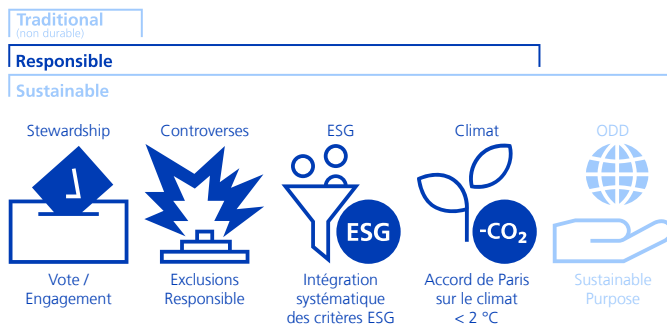 Traditional
(non durable)
Responsible
Sustainable
Stewardship
Controverses
ESG
Climat
ODD
ESG
-CO₂
Vote /
Engagement
Exclusions
Responsible
Intégration
systématique
des critères ESG
Accord de Paris
sur le climat
< 2 °C
Sustainable
Purpose